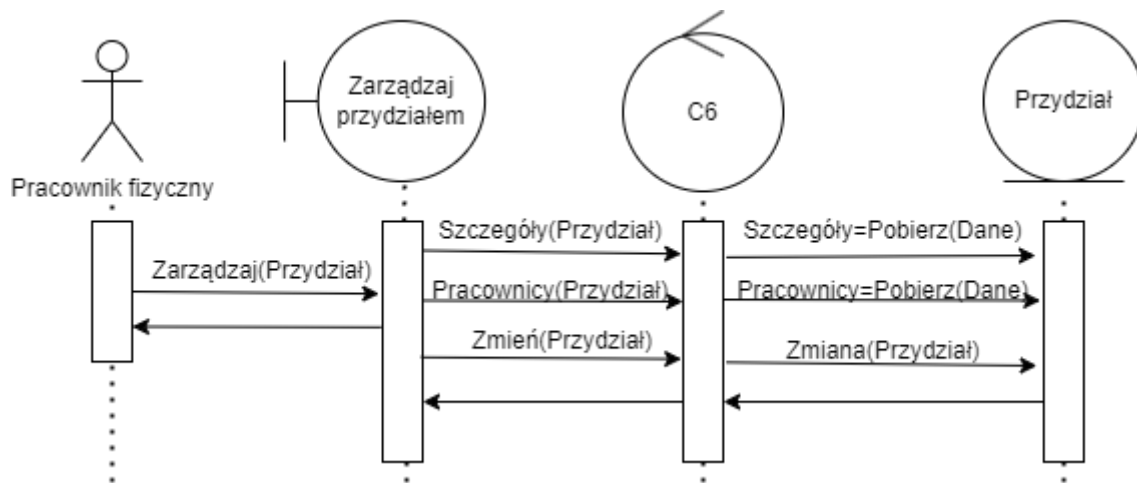 Zarządzaj
przydziałem
C6
Przydział
Pracownik fizyczny
Szczegóły(Przydział)
Szczegóły=Pobierz(Dane)
Zarządzaj(Przydział)
Pracownicy(Przydział)
Pracownicy=Pobierz(Dane)
Zmień(Przydział)
Zmiana(Przydział)